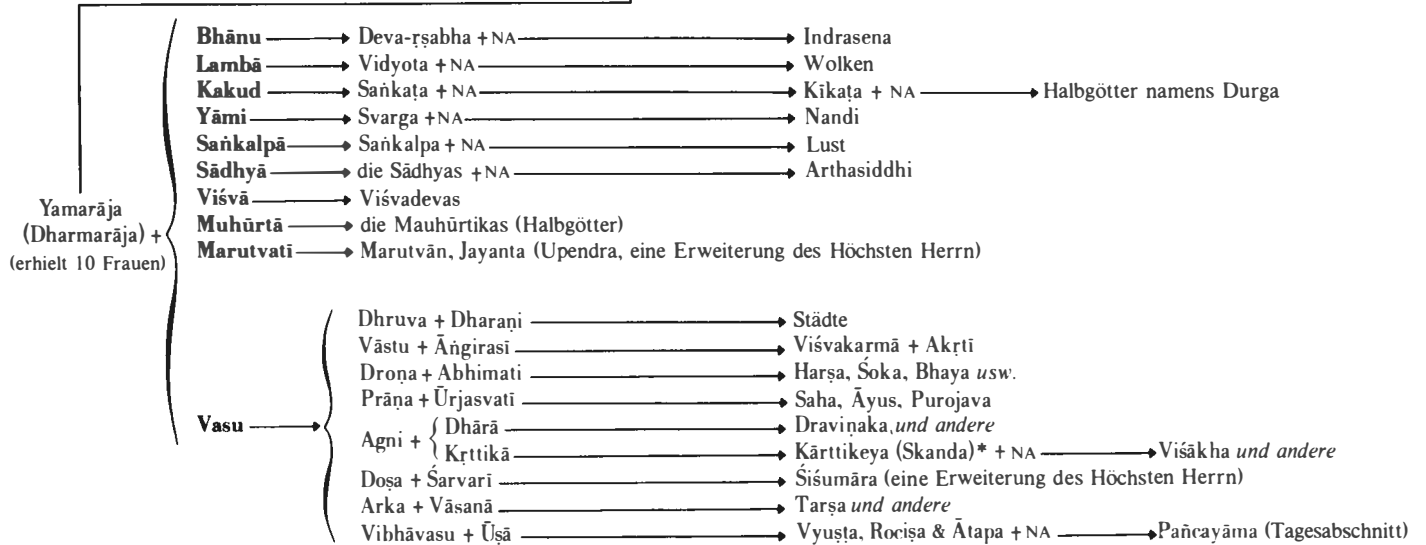 Bhānu → Deva-ṛṣabha + NA → Indrasena
Lambā → Vidyota + NA → Wolken
Kakud → Saṅkaṭa + NA → Kīkaṭa + NA → Halbgötter namens Durga
Yāmi → Svarga + NA → Nandi
Saṅkalpā → Saṅkalpa + NA → Lust
Sādhyā → die Sādhyas + NA → Arthasiddhi
Viśvā → Viśvadevas
Yamarāja
Muhūrtā → die Mauhūrtikas (Halbgötter)
(Dharmarāja) +
Marutvatī → Marutvān, Jayanta (Upendra, eine Erweiterung des Höchsten Herrn)
(erhielt 10 Frauen)
Dhruva + Dharaṇi → Städte
Vāstu + Āṅgirasī → Viśvakarmā + Akṛtī
Droṇa + Abhimati → Harṣa, Śoka, Bhaya usw.
Prāṇa + Ūrjasvatī → Saha, Āyus, Purojava
Vasu →
Agni + { Dhārā → Draviṇaka, und andere
Kṛttikā → Kārttikeya (Skanda)* + NA → Viśākha und andere
Doṣa + Śarvarī → Śiśumāra (eine Erweiterung des Höchsten Herrn)
Arka + Vāsanā → Tarṣa und andere
Vibhāvasu + Ūṣā → Vyuṣṭa, Rociṣa & Ātapa + NA → Pañcayāma (Tagesabschnitt)